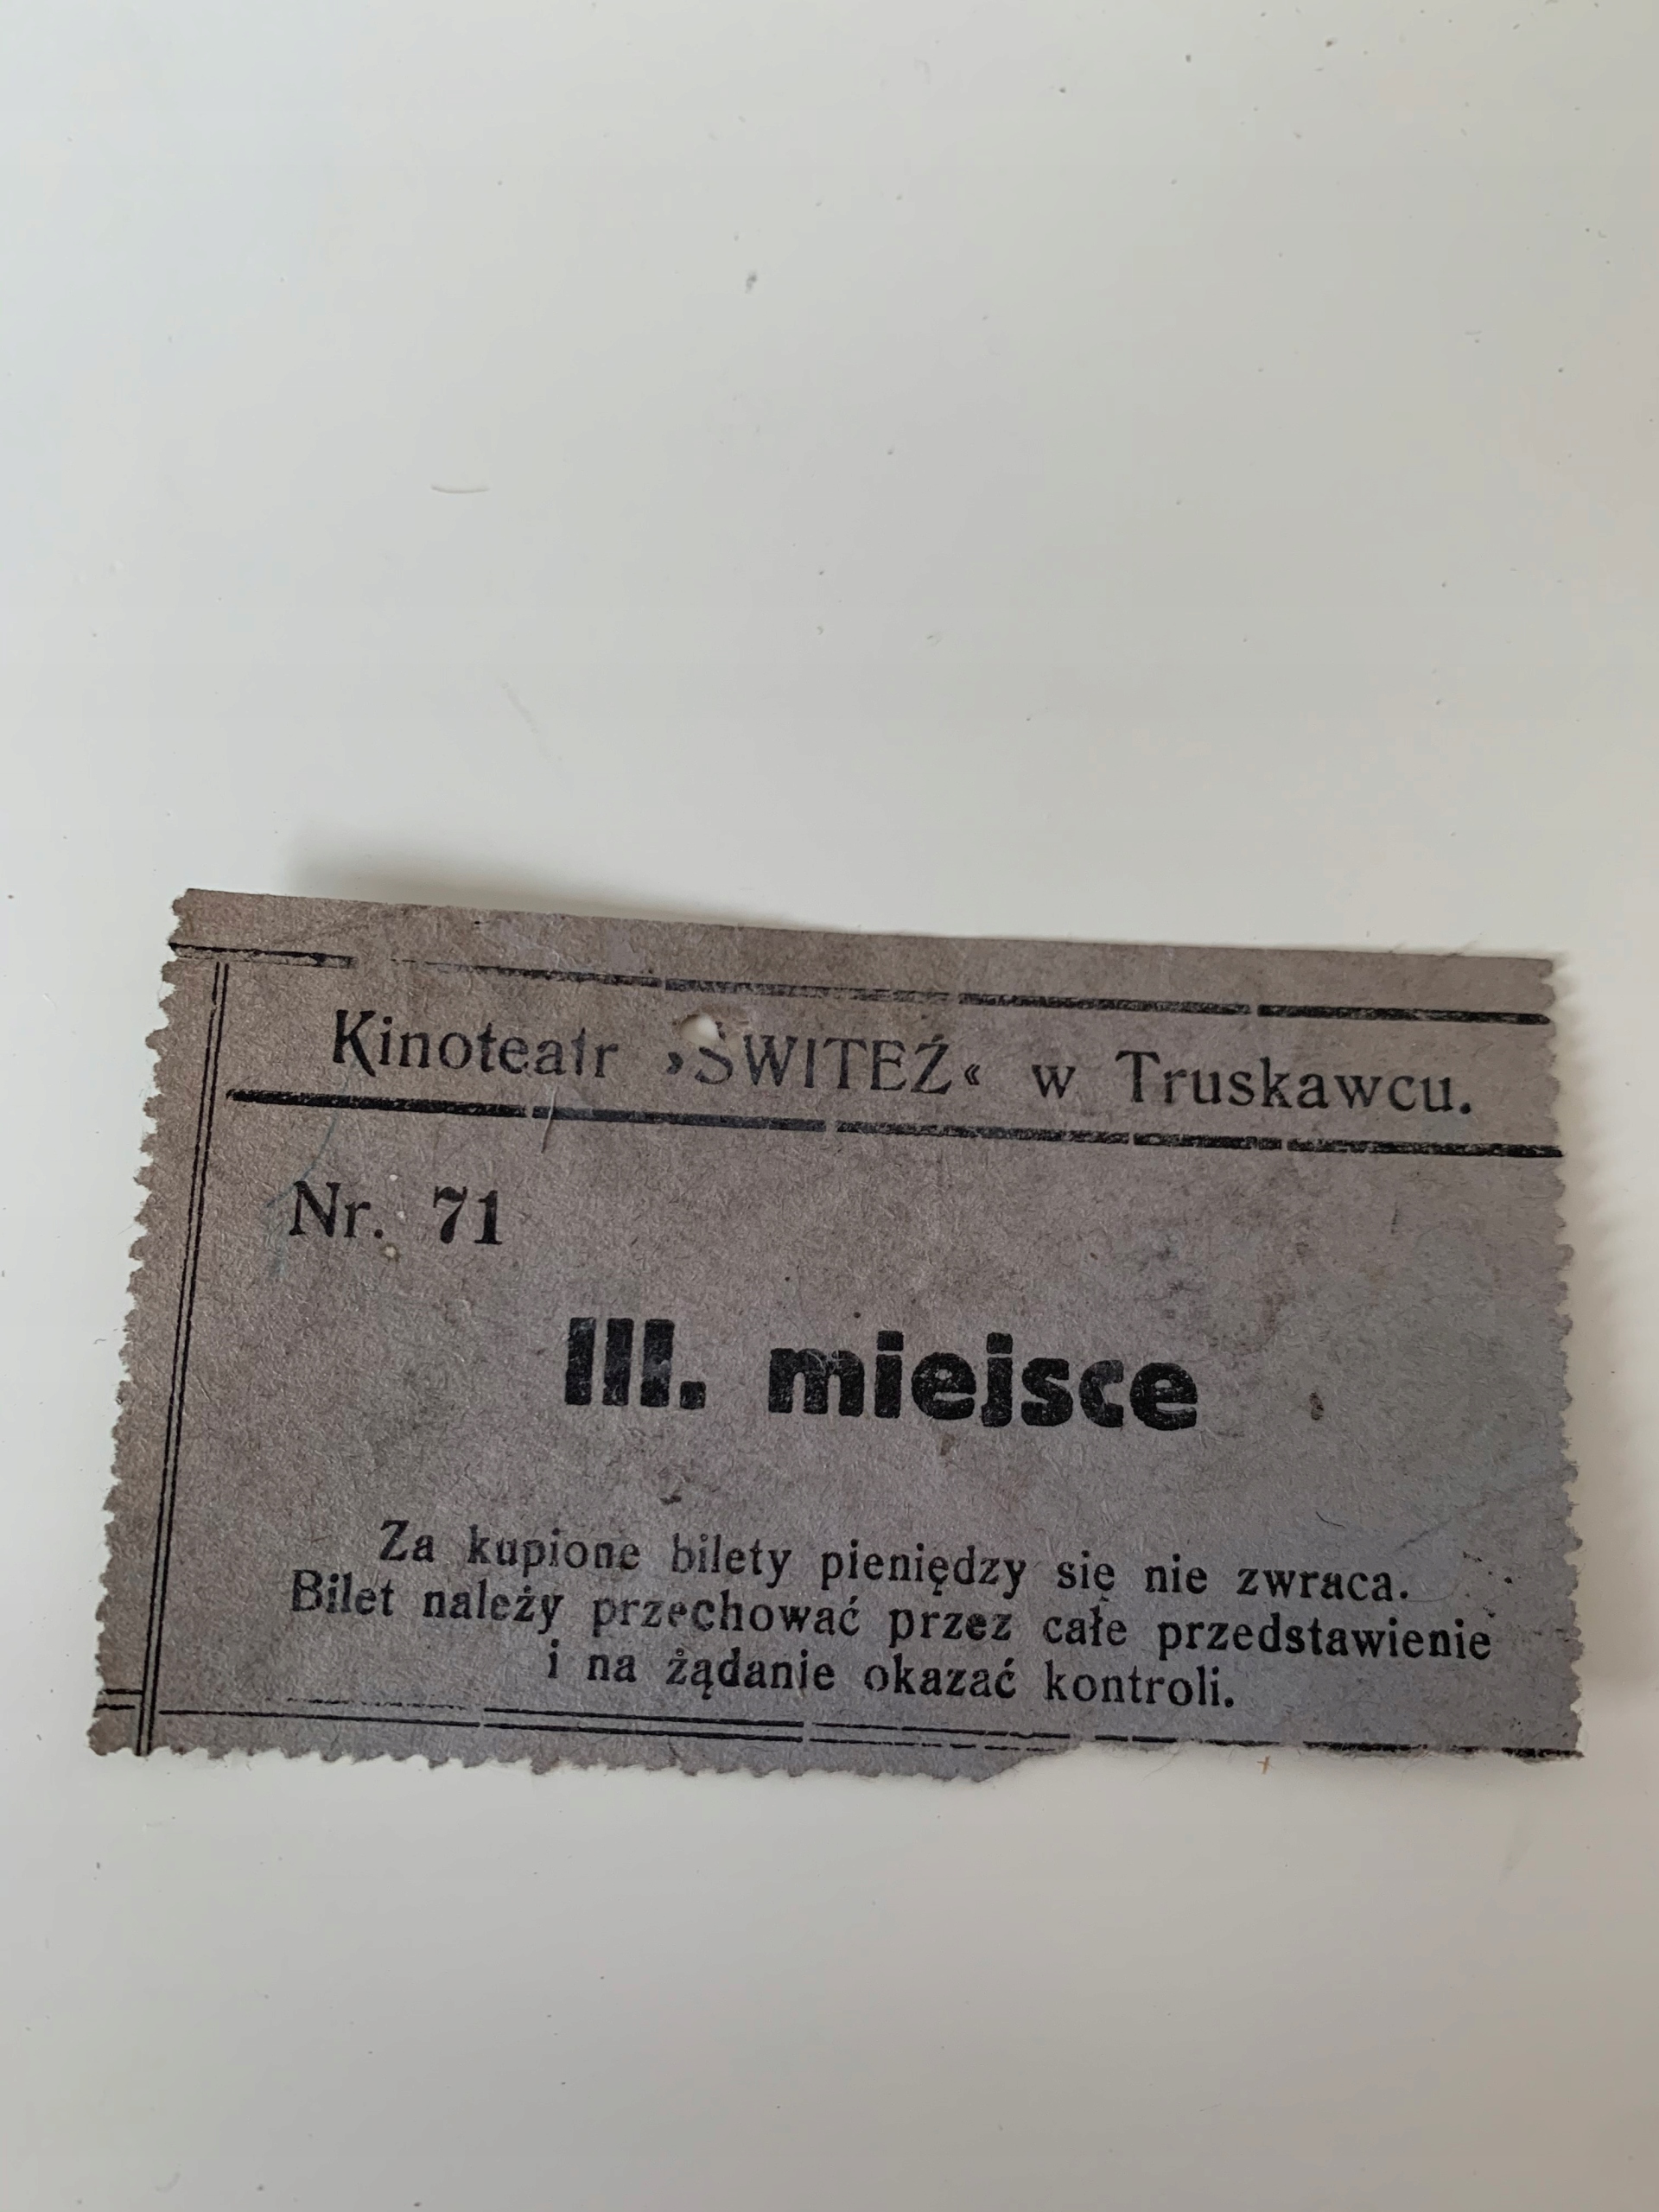 Kinoteatr »ŚWITEŹ« w Truskawcu.
Nr. 71
III. miejsce
Za kupione bilety pieniędzy się nie zwraca.
Bilet należy przechować przez całe przedstawienie
i na żądanie okazać kontroli.